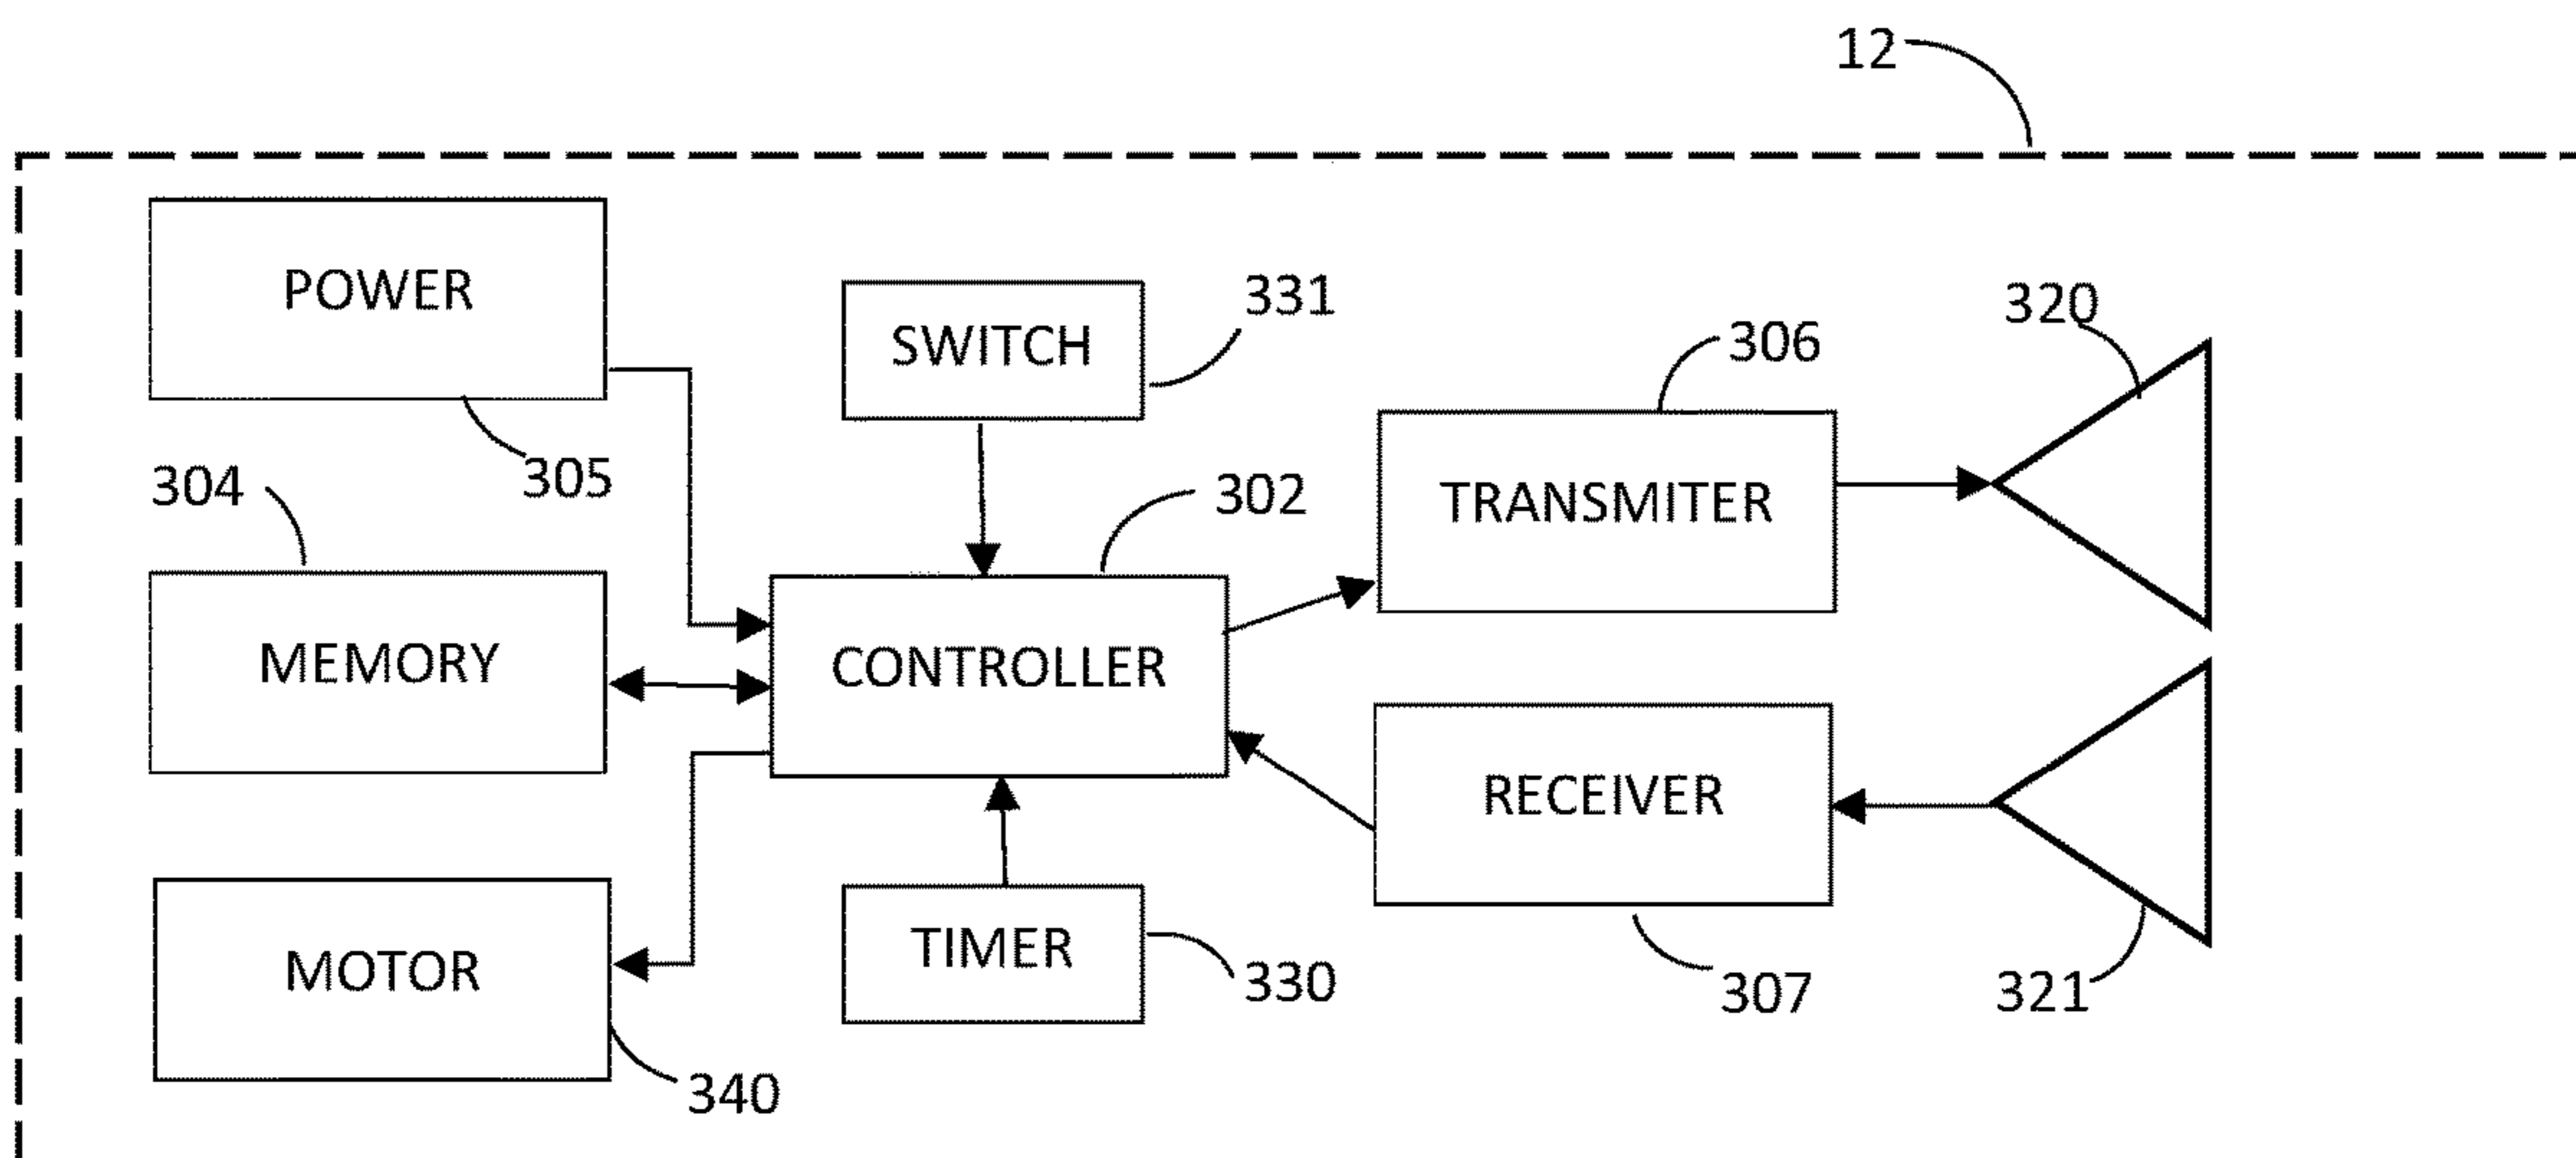 12
POWER
305
SWITCH
331
TRANSMITER
306
320
304
MEMORY
CONTROLLER
302
RECEIVER
307
321
MOTOR
340
TIMER
330